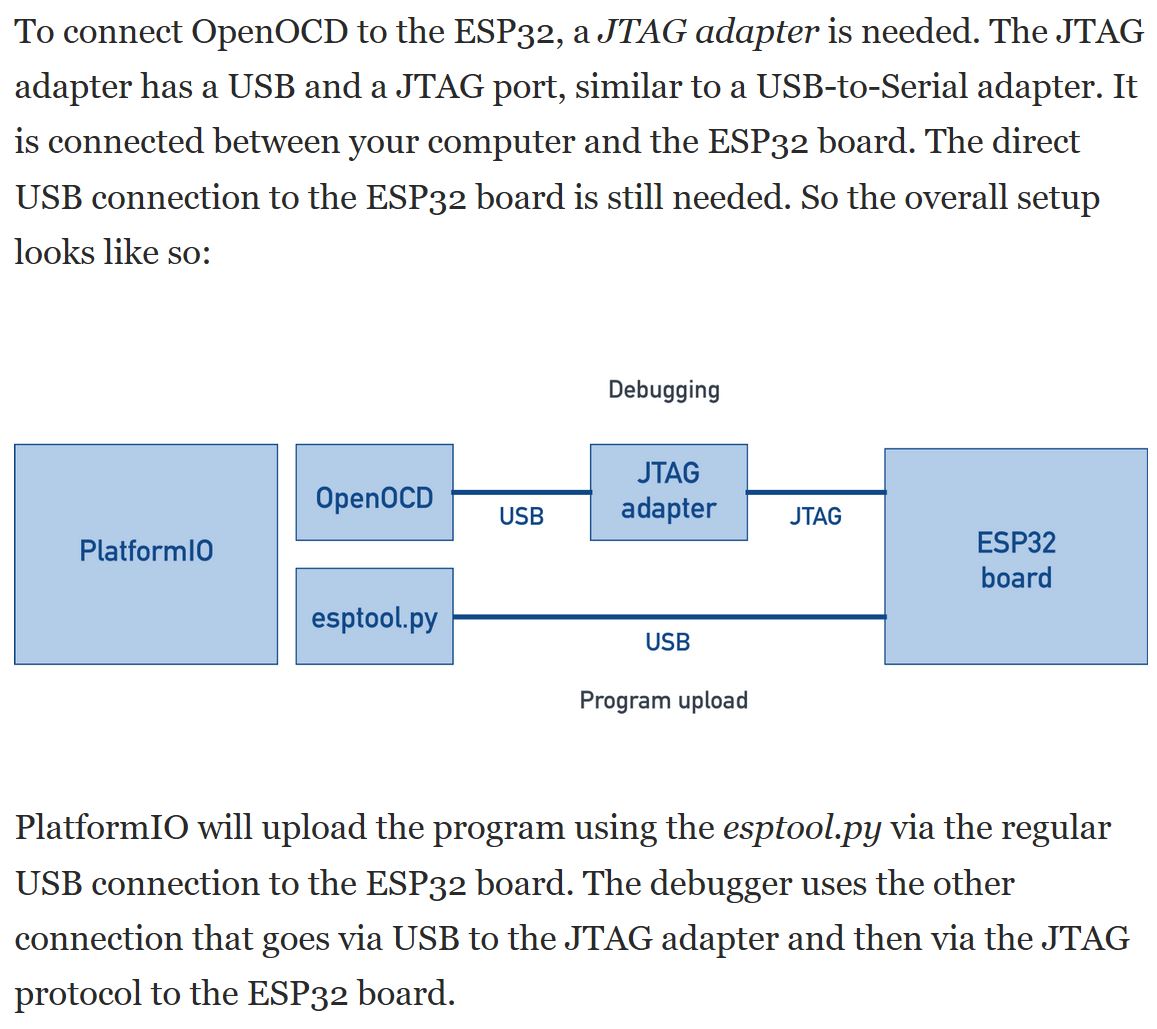 To connect OpenOCD to the ESP32, a JTAG adapter is needed. The JTAG
adapter has a USB and a JTAG port, similar to a USB-to-Serial adapter. It
is connected between your computer and the ESP32 board. The direct
USB connection to the ESP32 board is still needed. So the overall setup
looks like so:
Debugging
PlatformIO
OpenOCD
USB
JTAG
adapter
JTAG
ESP32
board
esptool.py
USB
Program upload
PlatformIO will upload the program using the esptool.py via the regular
USB connection to the ESP32 board. The debugger uses the other
connection that goes via USB to the JTAG adapter and then via the JTAG
protocol to the ESP32 board.